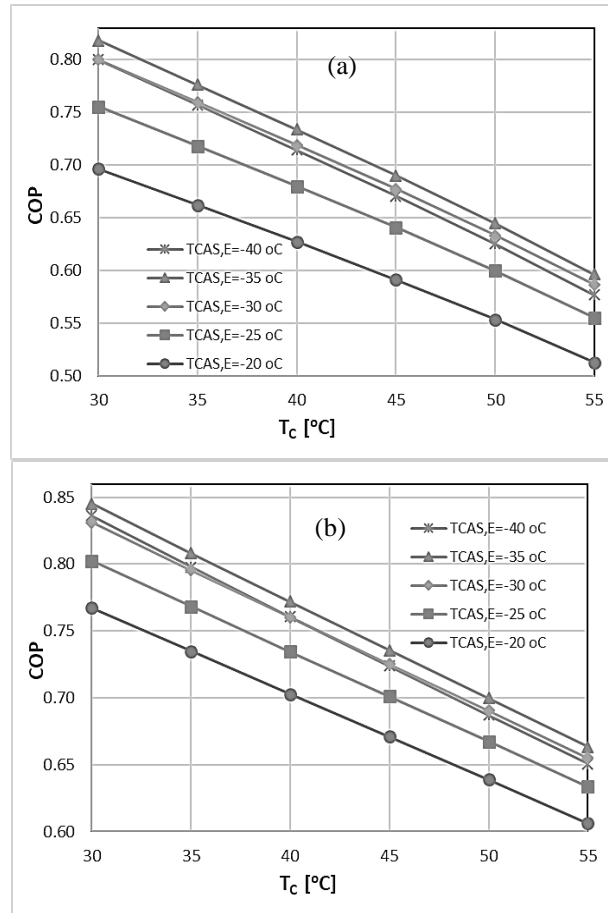 (a)
COP
0.80
0.75
0.70
0.65
0.60
0.55
0.50
TCAS,E=-40 oC
TCAS,E=-35 oC
TCAS,E=-30 oC
TCAS,E=-25 oC
TCAS,E=-20 oC
30 35 40 45 50 55
TC [°C]
(b)
COP
0.85
0.80
0.75
0.70
0.65
0.60
TCAS,E=-40 oC
TCAS,E=-35 oC
TCAS,E=-30 oC
TCAS,E=-25 oC
TCAS,E=-20 oC
30 35 40 45 50 55
TC [°C]